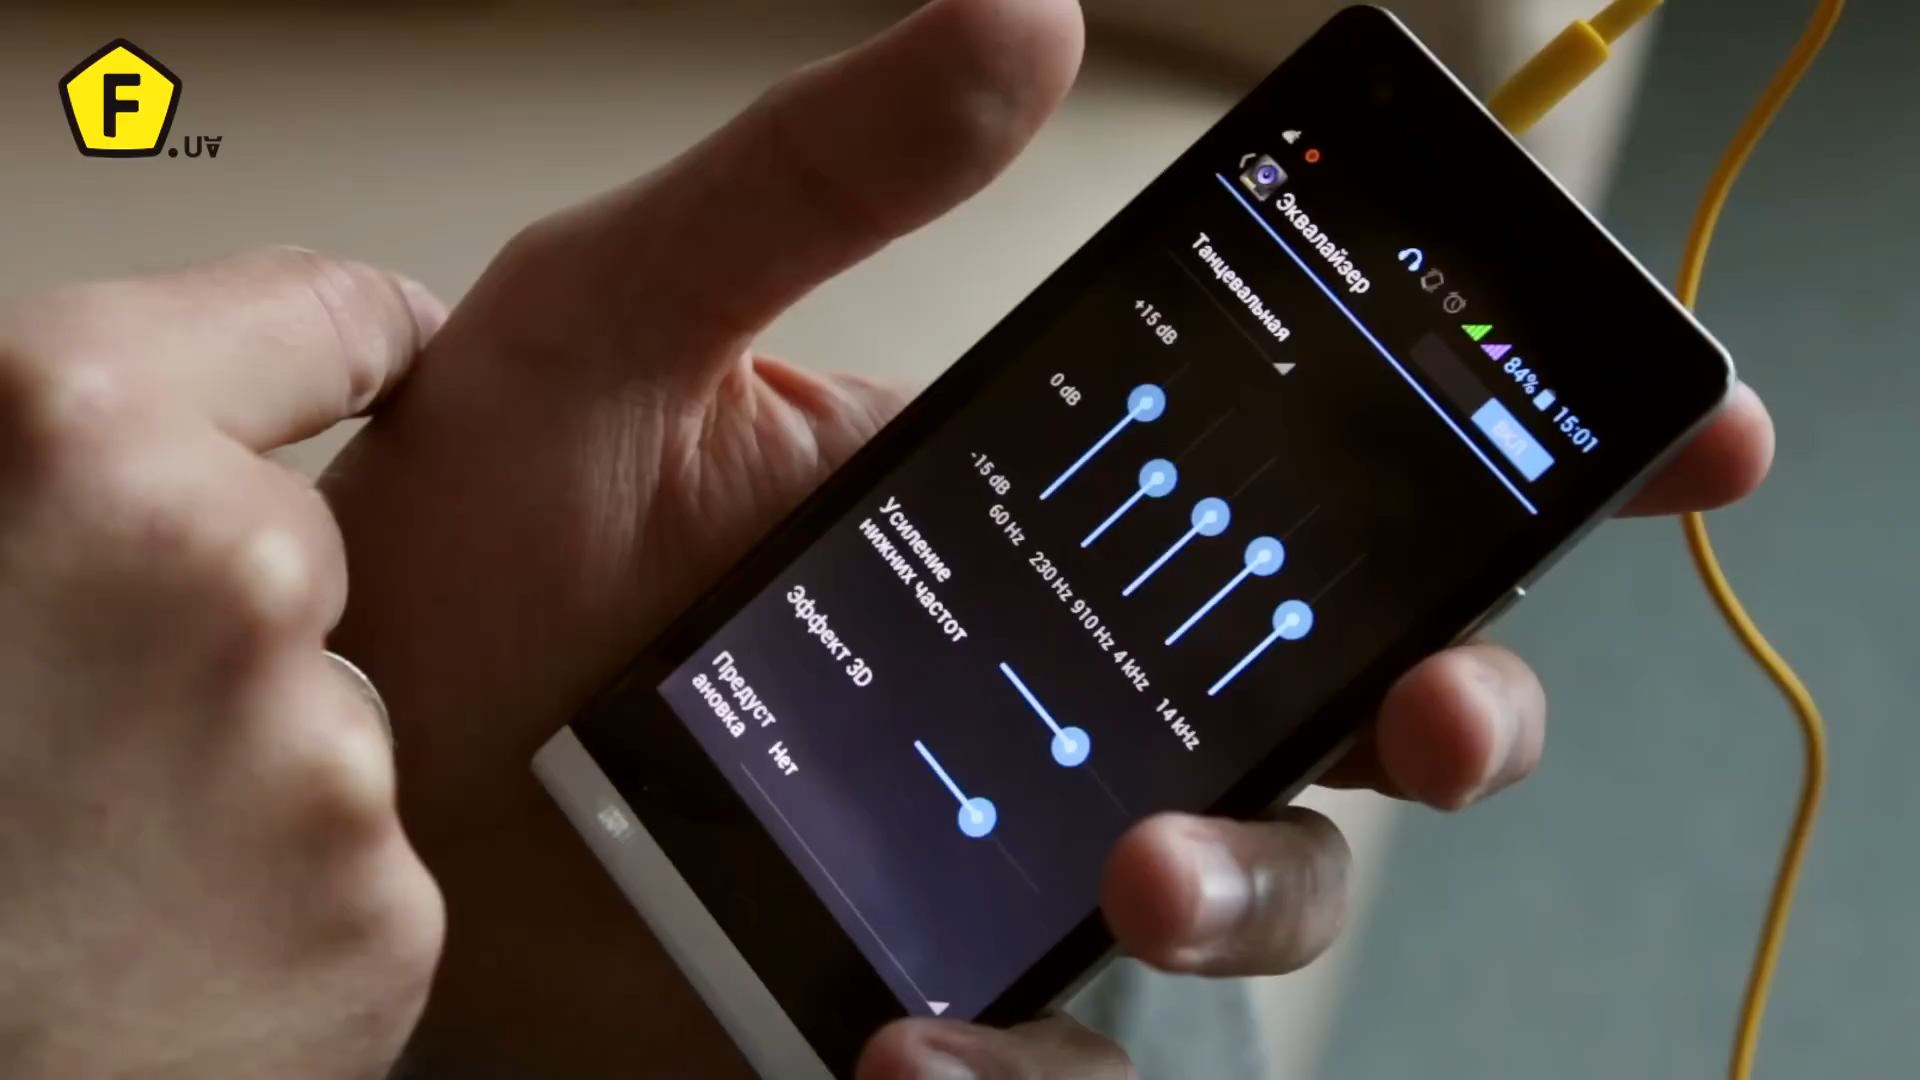 F
.UA
84% 15:01
Эквалайзер
ВКЛ
Танцевальная
+15 dB
0 dB
-15 dB
60 Hz 230 Hz 910 Hz 4 kHz 14 kHz
Усиление
нижних частот
Эффект 3D
Предуст
ановка
Нет